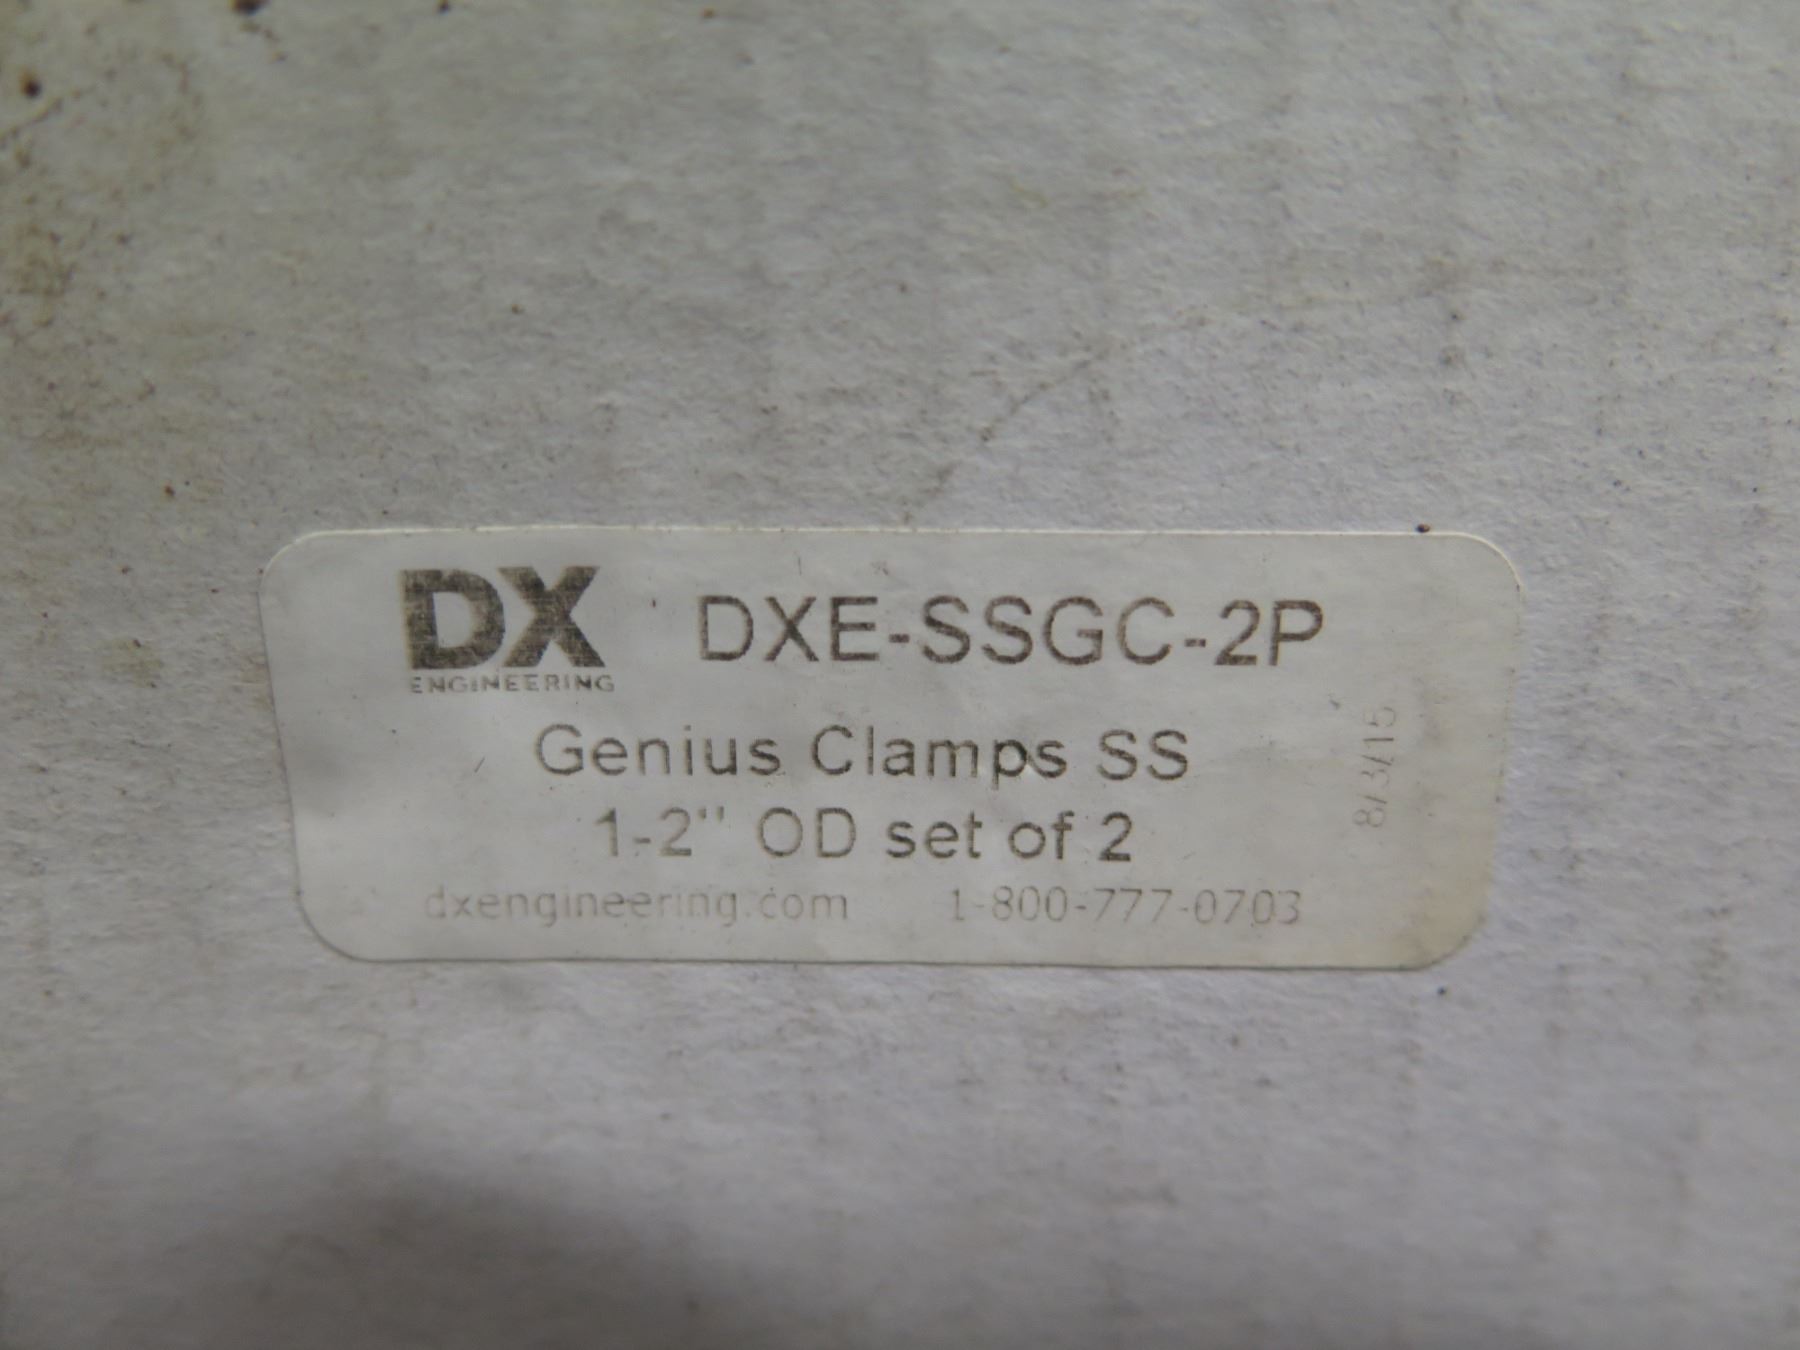 DX DXE-SSGC-2P
ENGINEERING
Genius Clamps SS
1-2" OD set of 2
dxengineering.com 1-800-777-0703
8/3/15